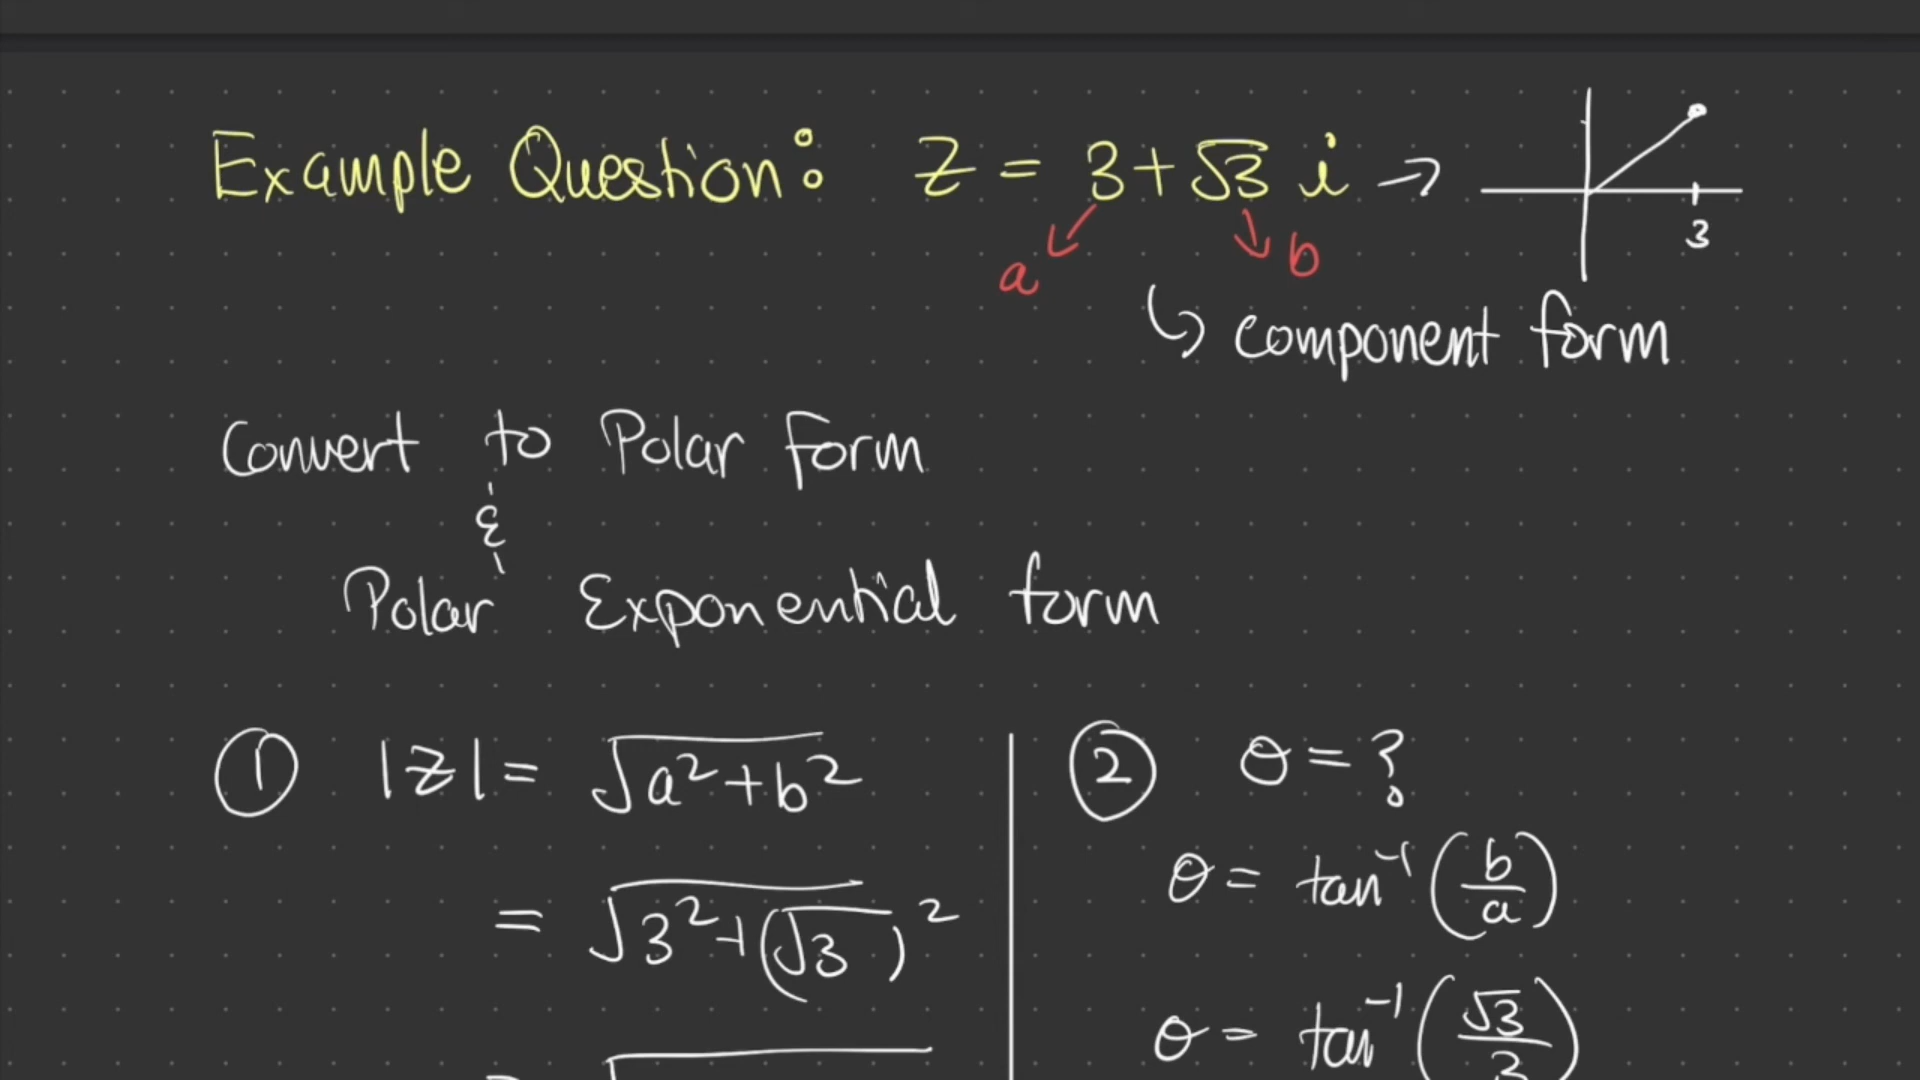 Example Question: z = 3 + √3 i →
3
a b
↳ component form
Convert to Polar form
&
Polar Exponential form
① |z| = √(a² + b²)
= √(3² + (√3)²)
② θ = ?
θ = tan⁻¹(b/a)
θ = tan⁻¹(√3/3)